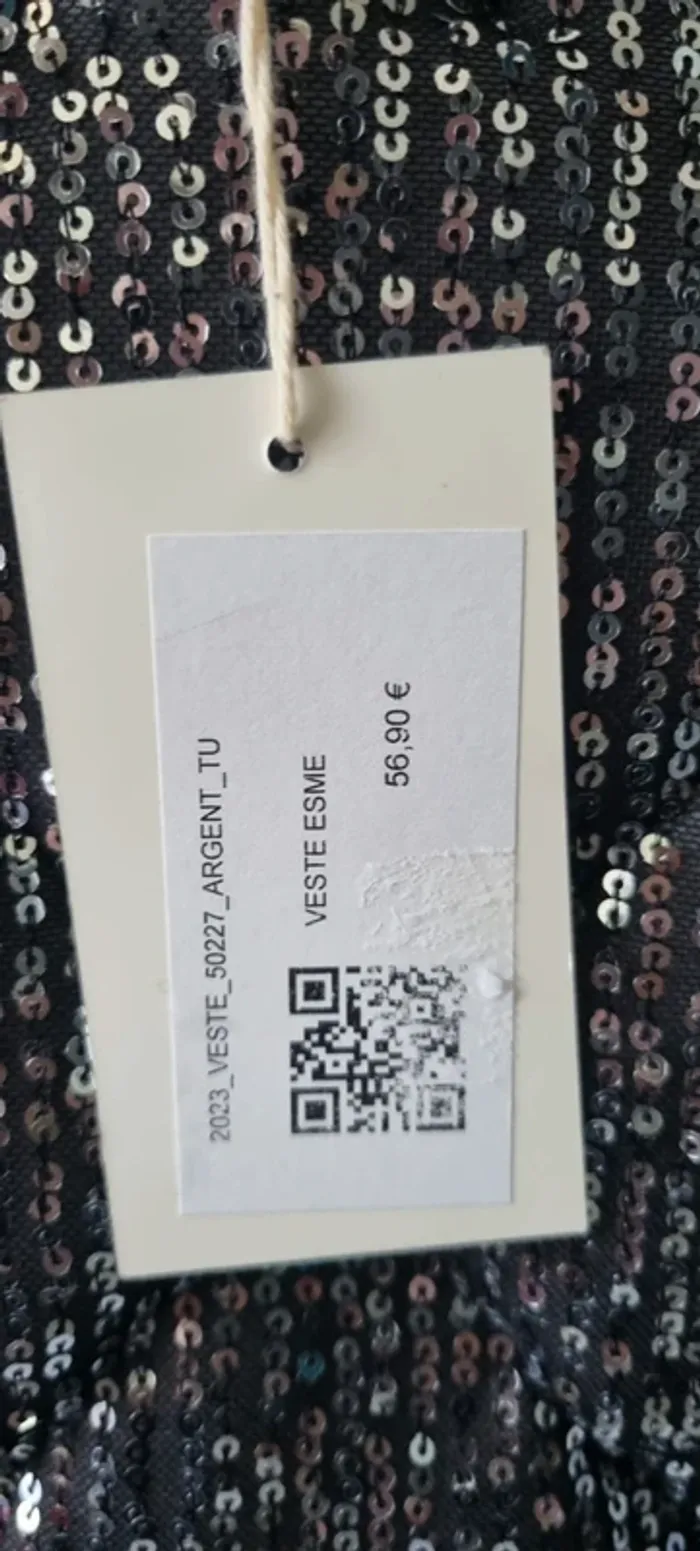 2023_VESTE_50227_ARGENT_TU
VESTE ESME
56,90 €